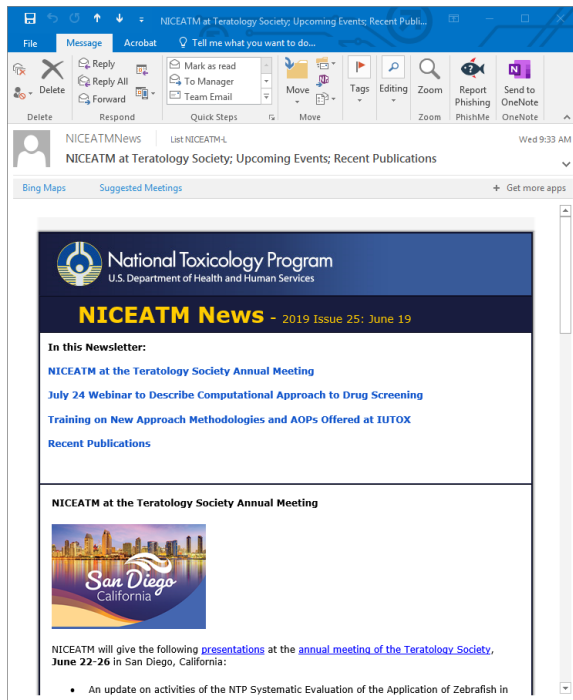 NICEATM at Teratology Society; Upcoming Events; Recent Publi...
File Message Acrobat Tell me what you want to do...
Delete
Reply
Reply All
Forward
Mark as read
To Manager
Team Email
Move
Tags
Editing
Zoom
Report Phishing
Send to OneNote
Delete Respond Quick Steps Move Zoom PhishMe OneNote
NICEATMNews List NICEATM-L Wed 9:33 AM
NICEATM at Teratology Society; Upcoming Events; Recent Publications
Bing Maps Suggested Meetings + Get more apps
National Toxicology Program
U.S. Department of Health and Human Services
NICEATM News - 2019 Issue 25: June 19
In this Newsletter:
NICEATM at the Teratology Society Annual Meeting
July 24 Webinar to Describe Computational Approach to Drug Screening
Training on New Approach Methodologies and AOPs Offered at IUTOX
Recent Publications
NICEATM at the Teratology Society Annual Meeting
San Diego
California
NICEATM will give the following presentations at the annual meeting of the Teratology Society,
June 22-26 in San Diego, California:
• An update on activities of the NTP Systematic Evaluation of the Application of Zebrafish in